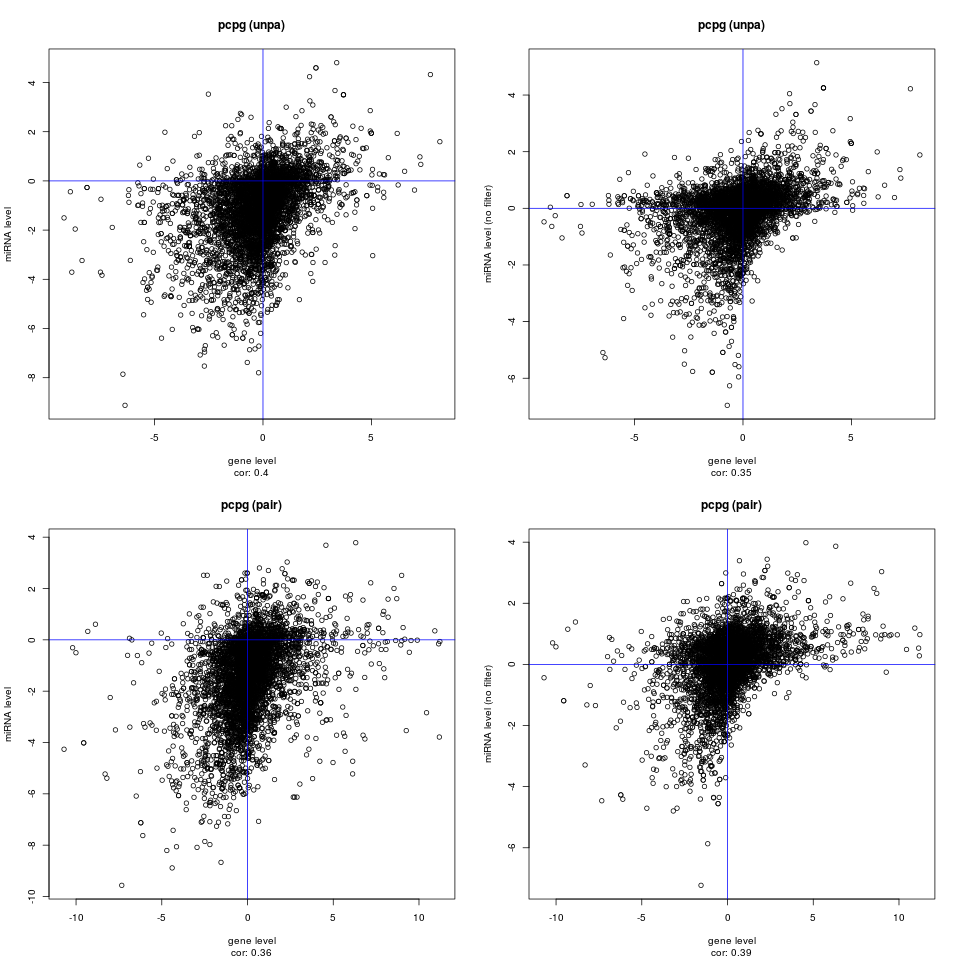 pcpg (unpa)
4
2
0
-2
-4
-6
-8
miRNA level
-5 0 5
gene level
cor: 0.4
pcpg (unpa)
4
2
0
-2
-4
-6
miRNA level (no filter)
-5 0 5
gene level
cor: 0.35
pcpg (pair)
4
2
0
-2
-4
-6
-8
-10
miRNA level
-10 -5 0 5 10
gene level
cor: 0.36
pcpg (pair)
4
2
0
-2
-4
-6
miRNA level (no filter)
-10 -5 0 5 10
gene level
cor: 0.39